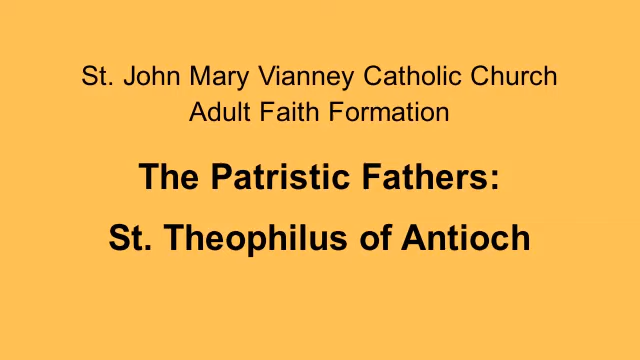 St. John Mary Vianney Catholic Church
Adult Faith Formation
The Patristic Fathers:
St. Theophilus of Antioch